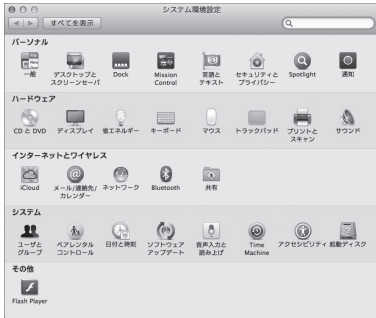 システム環境設定
すべてを表示
パーソナル
一般
デスクトップと
スクリーンセーバ
Dock
Mission
Control
言語と
テキスト
セキュリティと
プライバシー
Spotlight
通知
ハードウェア
CD と DVD
ディスプレイ
省エネルギー
キーボード
マウス
トラックパッド
プリントと
スキャン
サウンド
インターネットとワイヤレス
iCloud
メール/連絡先/
カレンダー
ネットワーク
Bluetooth
共有
システム
ユーザと
グループ
ペアレンタル
コントロール
日付と時刻
ソフトウェア
アップデート
音声入力と
読み上げ
Time
Machine
アクセシビリティ
起動ディスク
その他
Flash Player